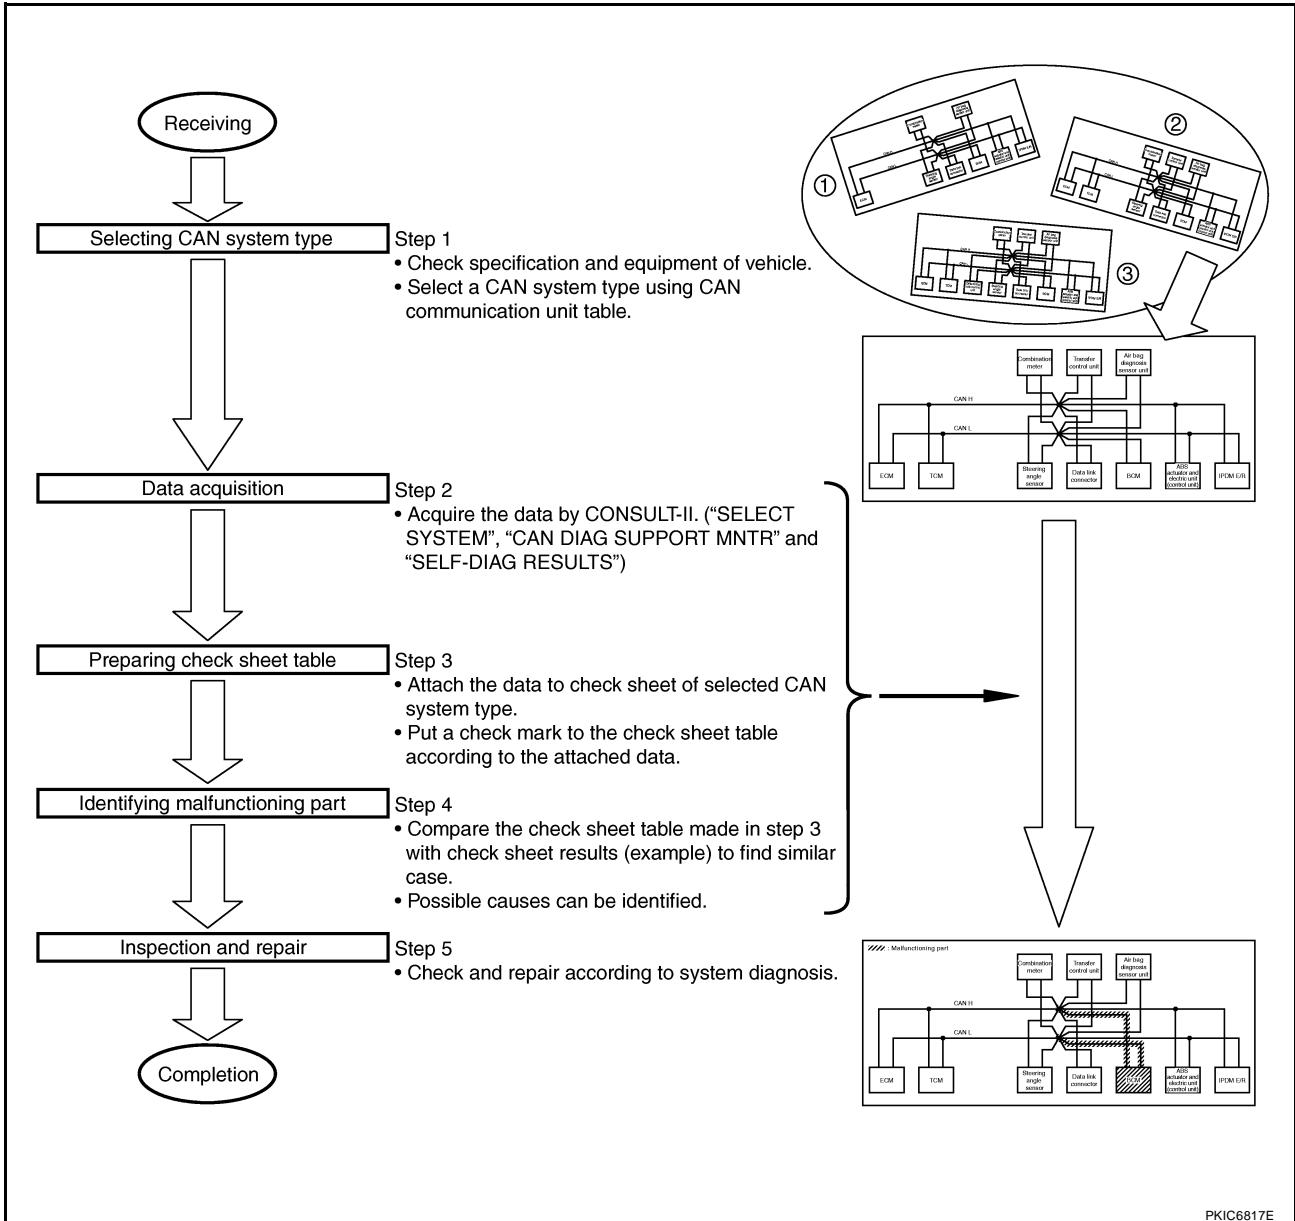 Receiving
Selecting CAN system type
Step 1
• Check specification and equipment of vehicle.
• Select a CAN system type using CAN
communication unit table.
Data acquisition
Step 2
• Acquire the data by CONSULT-II. (“SELECT
SYSTEM”, “CAN DIAG SUPPORT MNTR” and
“SELF-DIAG RESULTS”)
Preparing check sheet table
Step 3
• Attach the data to check sheet of selected CAN
system type.
• Put a check mark to the check sheet table
according to the attached data.
Identifying malfunctioning part
Step 4
• Compare the check sheet table made in step 3
with check sheet results (example) to find similar
case.
• Possible causes can be identified.
Inspection and repair
Step 5
• Check and repair according to system diagnosis.
Completion
1
2
3
Combination
meter
Transfer
control unit
Air bag
diagnosis
sensor unit
CAN H
CAN L
ECM
TCM
Steering
angle
sensor
Data link
connector
BCM
ABS
actuator and
electric unit
(control unit)
IPDM E/R
: Malfunctioning part
Combination
meter
Transfer
control unit
Air bag
diagnosis
sensor unit
CAN H
CAN L
ECM
TCM
Steering
angle
sensor
Data link
connector
BCM
ABS
actuator and
electric unit
(control unit)
IPDM E/R
PKIC6817E